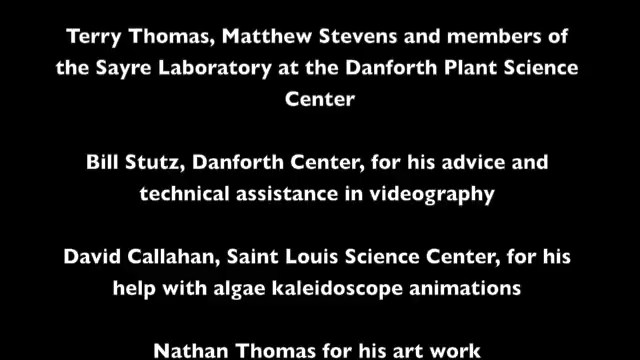 Terry Thomas, Matthew Stevens and members of
the Sayre Laboratory at the Danforth Plant Science
Center
Bill Stutz, Danforth Center, for his advice and
technical assistance in videography
David Callahan, Saint Louis Science Center, for his
help with algae kaleidoscope animations
Nathan Thomas for his art work